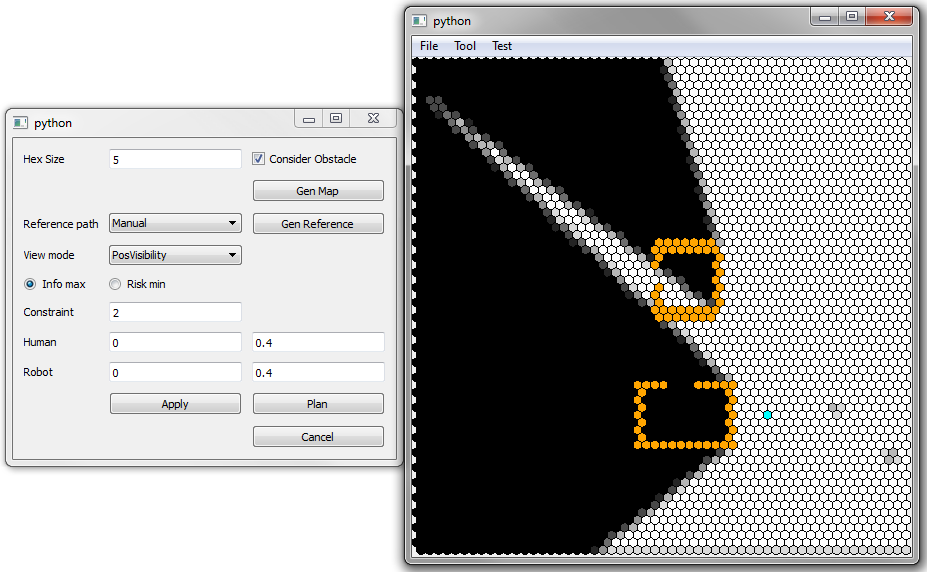 python
File Tool Test
python
Hex Size 5 Consider Obstacle
Gen Map
Reference path Manual Gen Reference
View mode PosVisibility
Info max Risk min
Constraint 2
Human 0 0.4
Robot 0 0.4
Apply Plan
Cancel